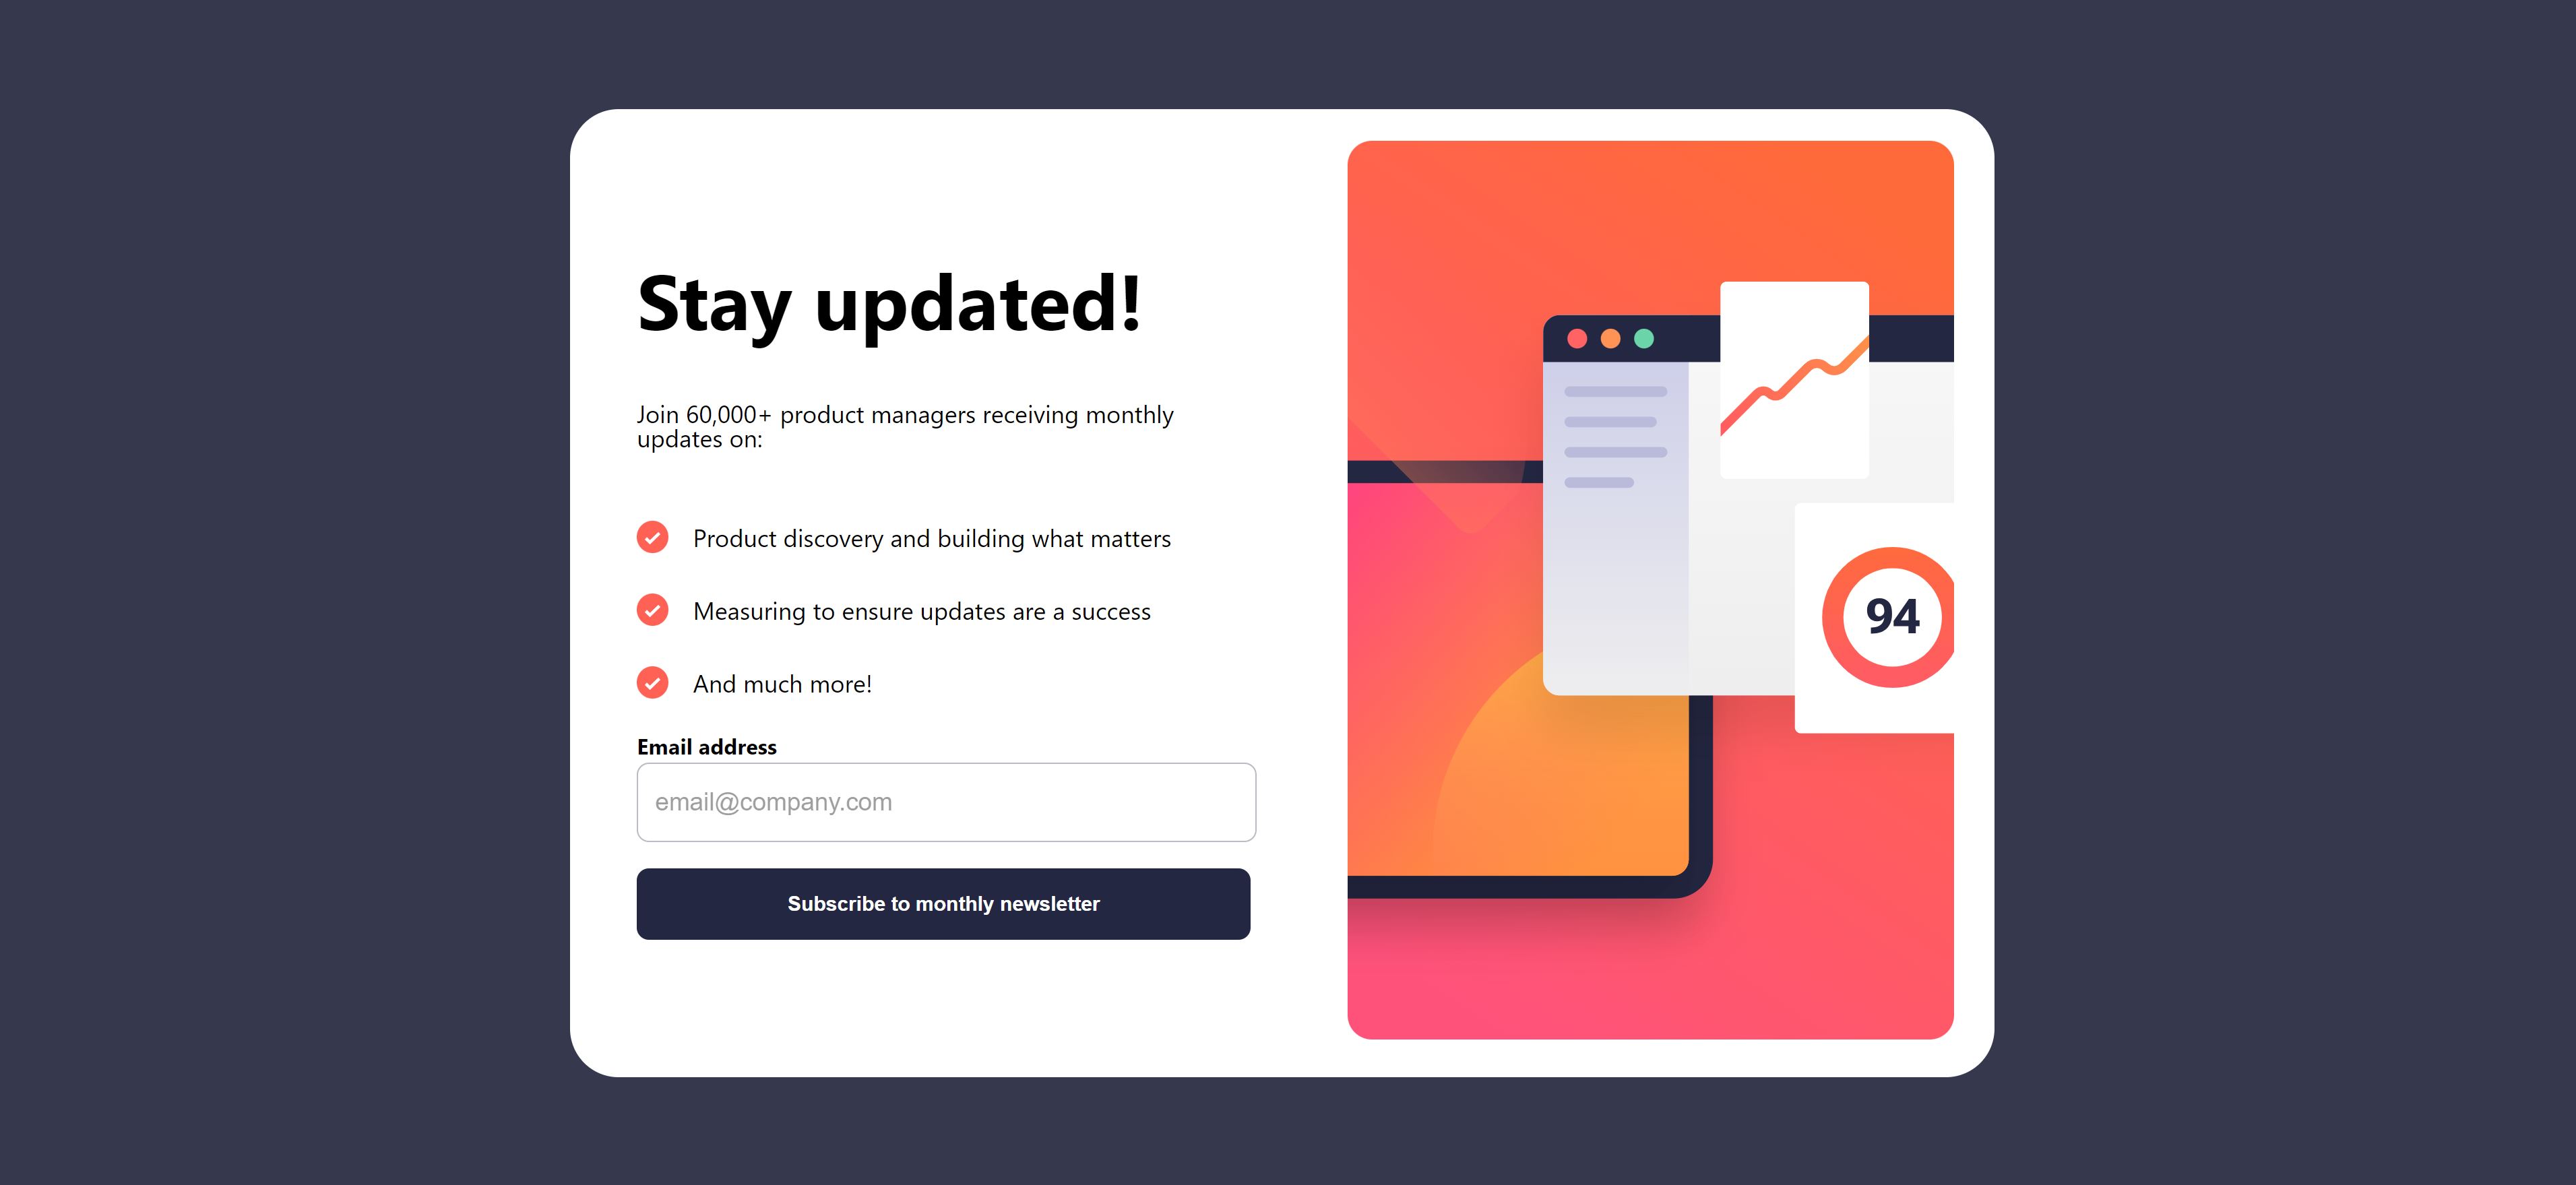 Stay updated!
Join 60,000+ product managers receiving monthly
updates on:
Product discovery and building what matters
Measuring to ensure updates are a success
And much more!
Email address
email@company.com
Subscribe to monthly newsletter
94